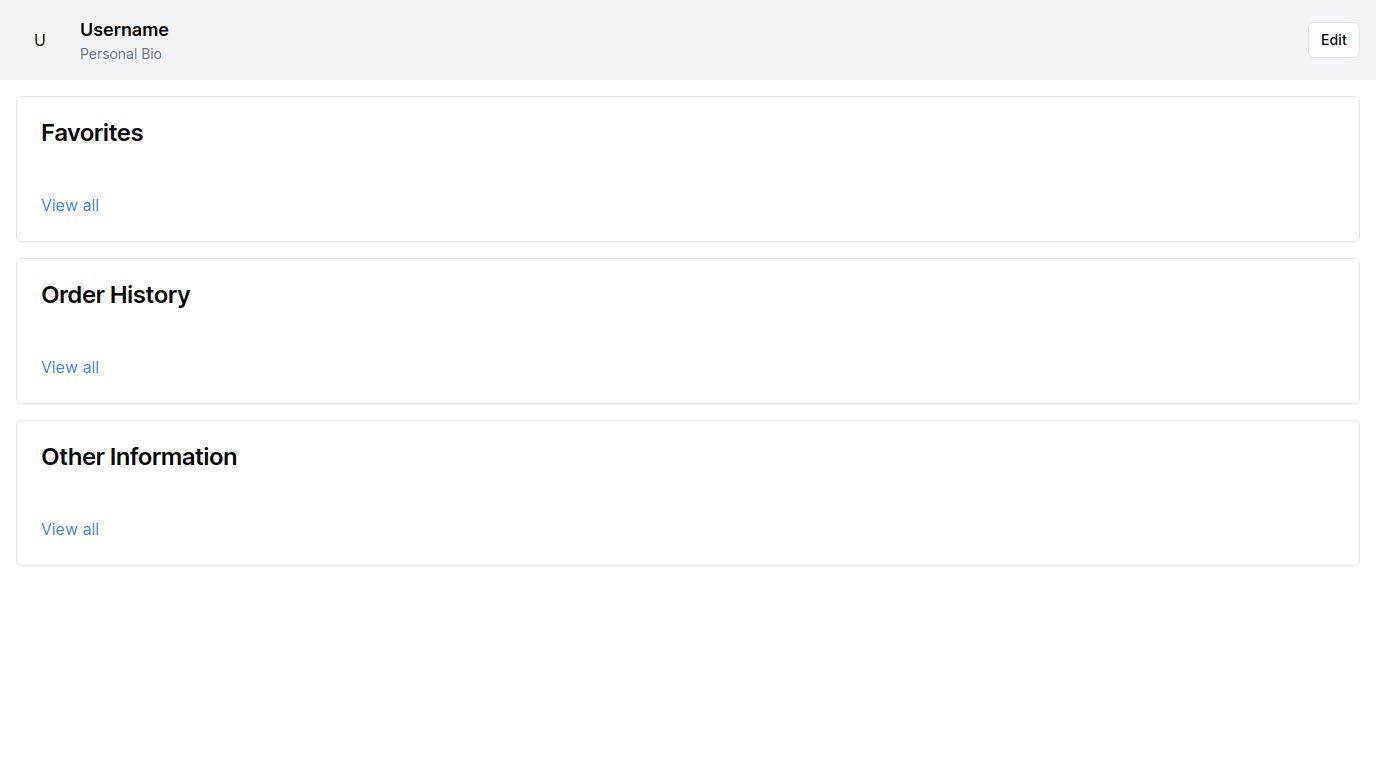 U
Username
Personal Bio
Edit
Favorites
View all
Order History
View all
Other Information
View all